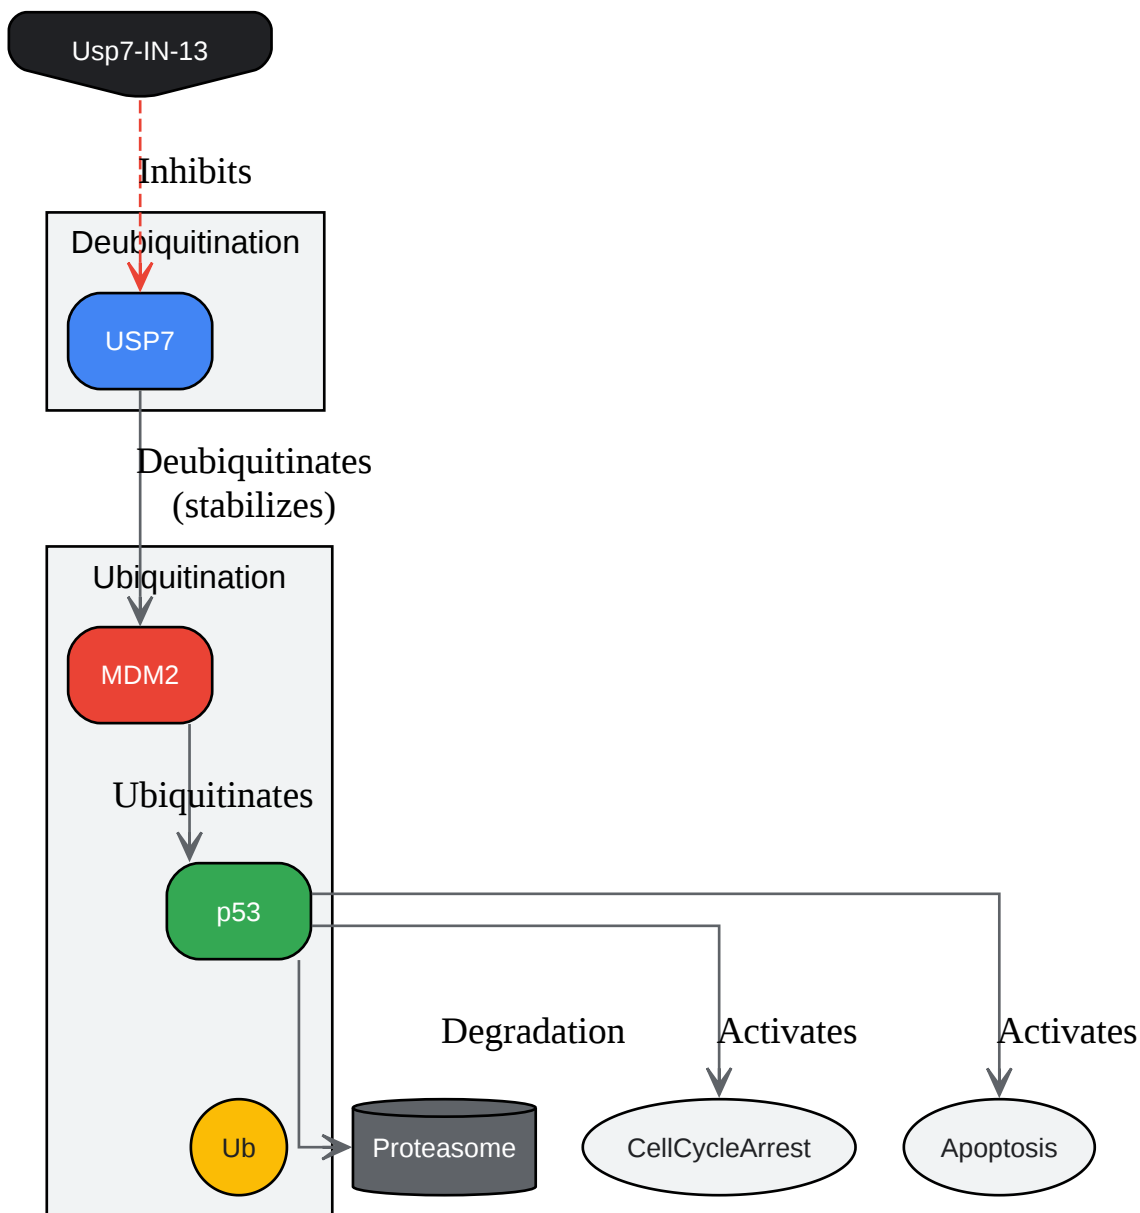 Usp7-IN-13
Inhibits
Deubiquitination
USP7
Deubiquitinates
(stabilizes)
Ubiquitination
MDM2
Ubiquitinates
p53
Degradation
Activates
Activates
Ub
Proteasome
CellCycleArrest
Apoptosis